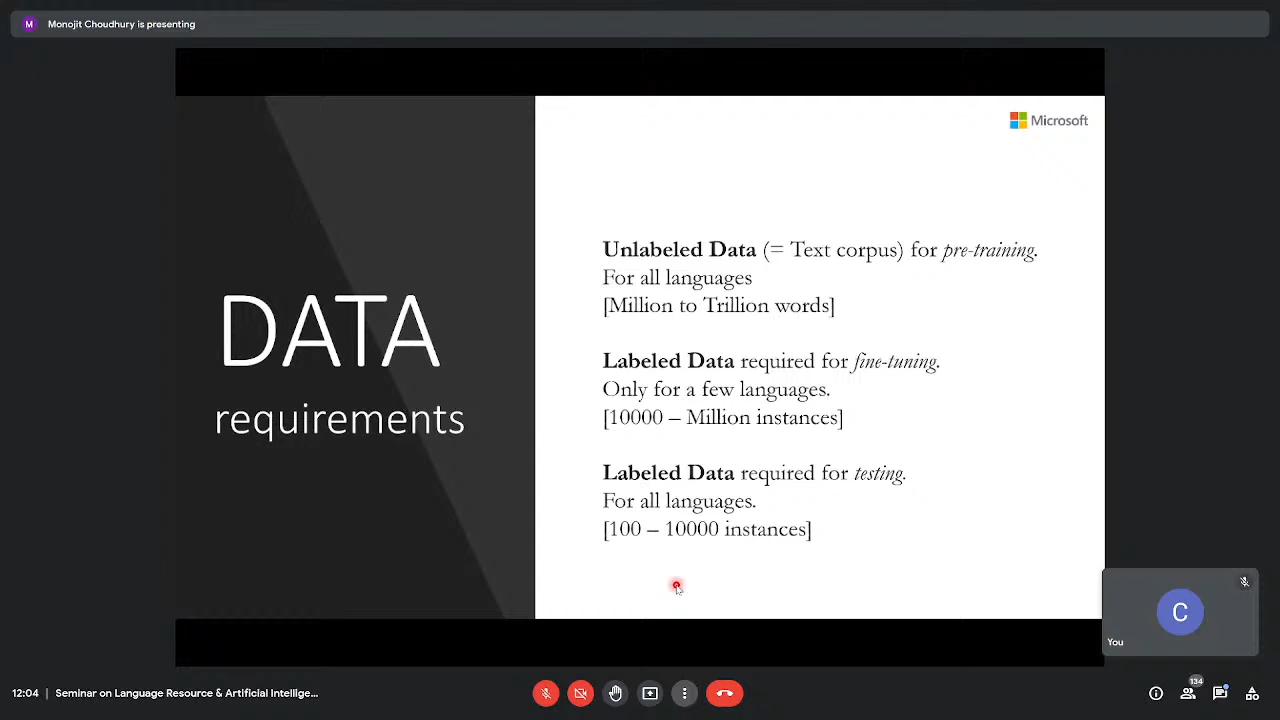 M
Monojit Choudhury is presenting
Microsoft
DATA
requirements
Unlabeled Data (= Text corpus) for pre-training.
For all languages
[Million to Trillion words]
Labeled Data required for fine-tuning.
Only for a few languages.
[10000 – Million instances]
Labeled Data required for testing.
For all languages.
[100 – 10000 instances]
C
You
12:04 | Seminar on Language Resource & Artificial Intellige...
134